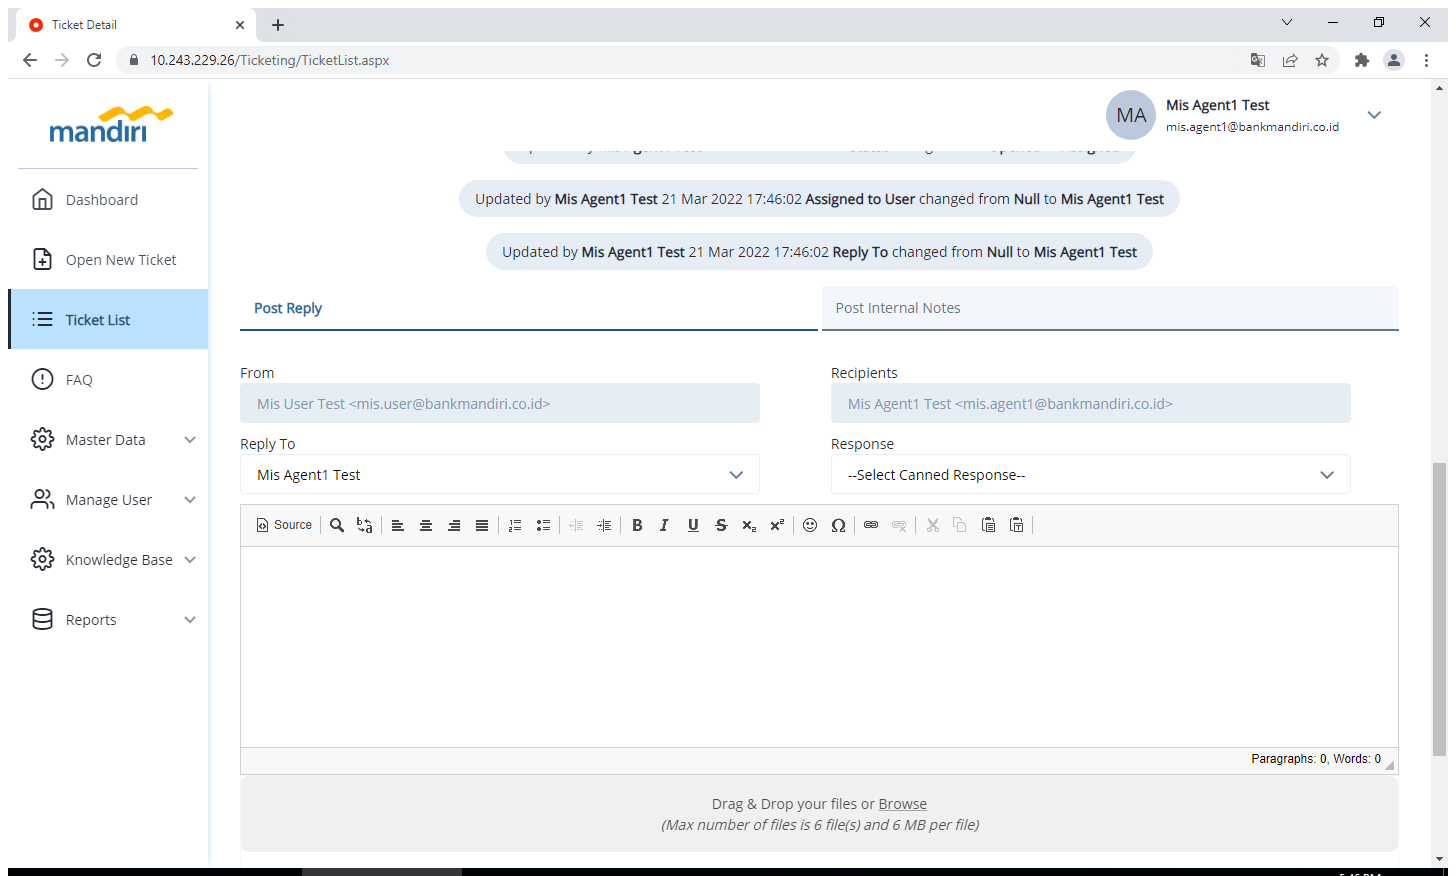 Ticket Detail
10.243.229.26/Ticketing/TicketList.aspx
mandiri
MA
Mis Agent1 Test
mis.agent1@bankmandiri.co.id
Dashboard
Open New Ticket
Ticket List
FAQ
Master Data
Manage User
Knowledge Base
Reports
Updated by Mis Agent1 Test 21 Mar 2022 17:46:02 Assigned to User changed from Null to Mis Agent1 Test
Updated by Mis Agent1 Test 21 Mar 2022 17:46:02 Reply To changed from Null to Mis Agent1 Test
Post Reply
Post Internal Notes
From
Recipients
Mis User Test <mis.user@bankmandiri.co.id>
Mis Agent1 Test <mis.agent1@bankmandiri.co.id>
Reply To
Response
Mis Agent1 Test
--Select Canned Response--
Source
Paragraphs: 0, Words: 0
Drag & Drop your files or Browse
(Max number of files is 6 file(s) and 6 MB per file)